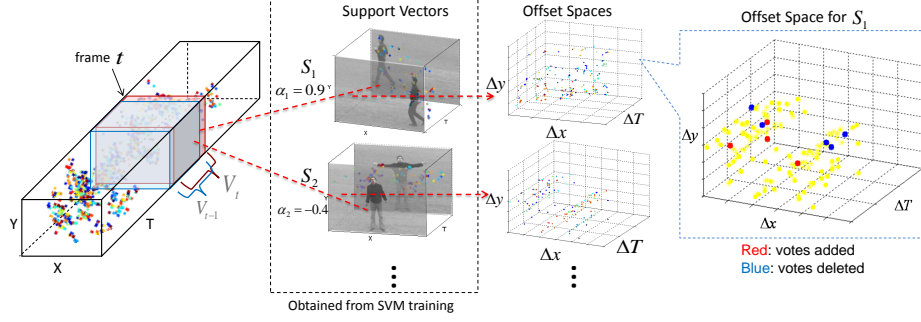 frame t
Y
X
T
V_t
V_{t-1}
Support Vectors
S_1
α_1 = 0.9
Y
X
T
S_2
α_2 = −0.4
Y
X
T
Obtained from SVM training
Offset Spaces
Δy
Δx
ΔT
Δy
Δx
ΔT
Offset Space for S_1
Δy
Δx
ΔT
Red: votes added
Blue: votes deleted